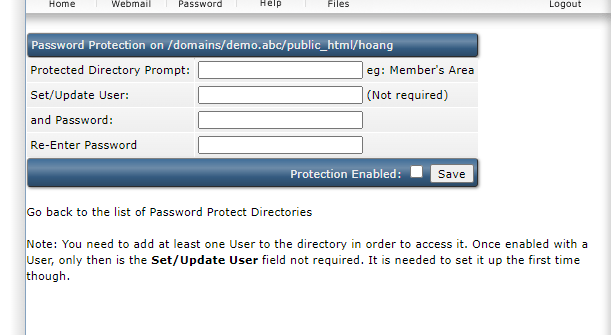 Home Webmail Password Help Files Logout
Password Protection on /domains/demo.abc/public_html/hoang
Protected Directory Prompt: eg: Member's Area
Set/Update User: (Not required)
and Password:
Re-Enter Password
Protection Enabled: Save
Go back to the list of Password Protect Directories
Note: You need to add at least one User to the directory in order to access it. Once enabled with a
User, only then is the Set/Update User field not required. It is needed to set it up the first time
though.